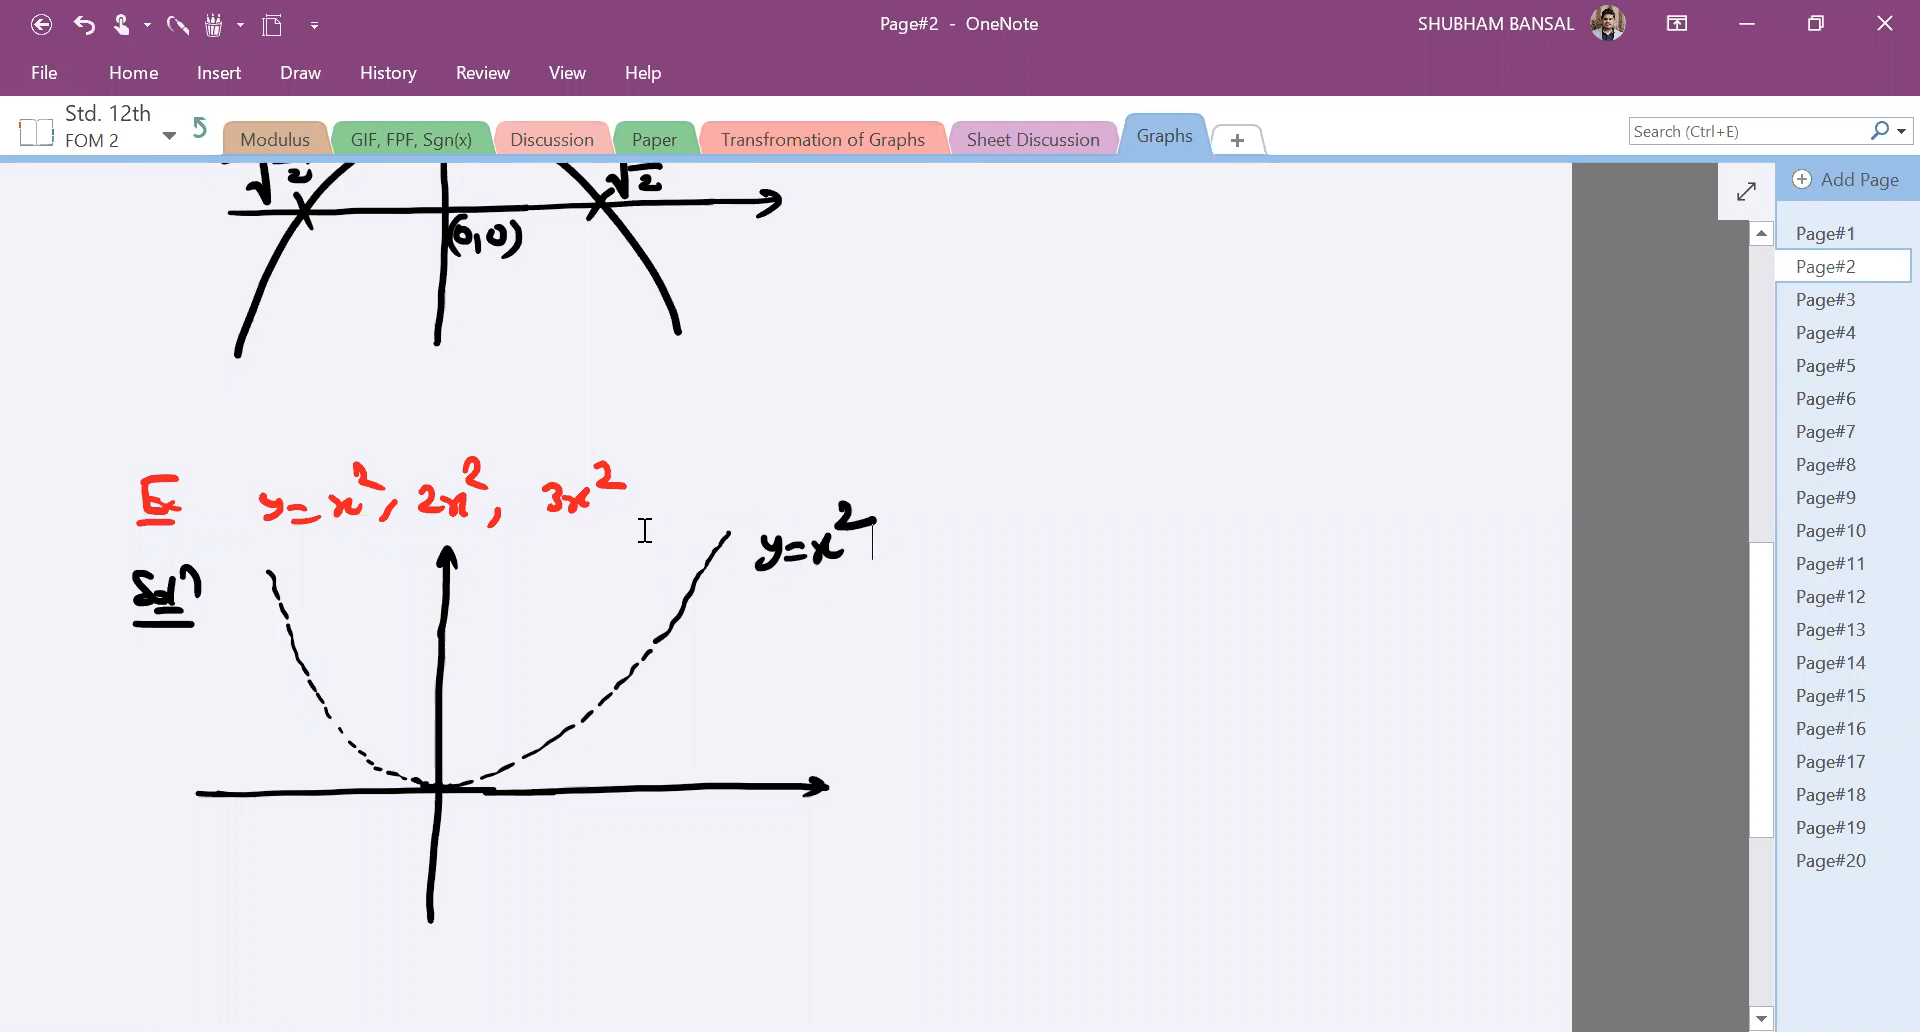 Page#2 - OneNote
SHUBHAM BANSAL
File Home Insert Draw History Review View Help
Std. 12th
FOM 2
Modulus
GIF, FPF, Sgn(x)
Discussion
Paper
Transfromation of Graphs
Sheet Discussion
Graphs
Search (Ctrl+E)
Add Page
Page#1
Page#2
Page#3
Page#4
Page#5
Page#6
Page#7
Page#8
Page#9
Page#10
Page#11
Page#12
Page#13
Page#14
Page#15
Page#16
Page#17
Page#18
Page#19
Page#20
√2
(0,0)
Ex y=x², 2x², 3x²
y=x²
Solⁿ